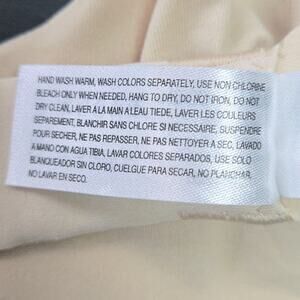 HAND WASH WARM, WASH COLORS SEPARATELY, USE NON CHLORINE
BLEACH ONLY WHEN NEEDED, HANG TO DRY, DO NOT IRON, DO NOT
DRY CLEAN, LAVER À LA MAIN A L'EAU TIEDE, LAVER LES COULEURS
SEPAREMENT, BLANCHIR SANS CHLORE SI NECESSAIRE, SUSPENDRE
POUR SECHER, NE PAS REPASSER, NE PAS NETTOYER A SEC, LAVADO
A MANO CON AGUA TIBIA, LAVAR COLORES SEPARADOS, USE SOLO
BLANQUEADOR SIN CLORO, CUELGUE PARA SECAR, NO PLANCHAR,
NO LAVAR EN SECO.